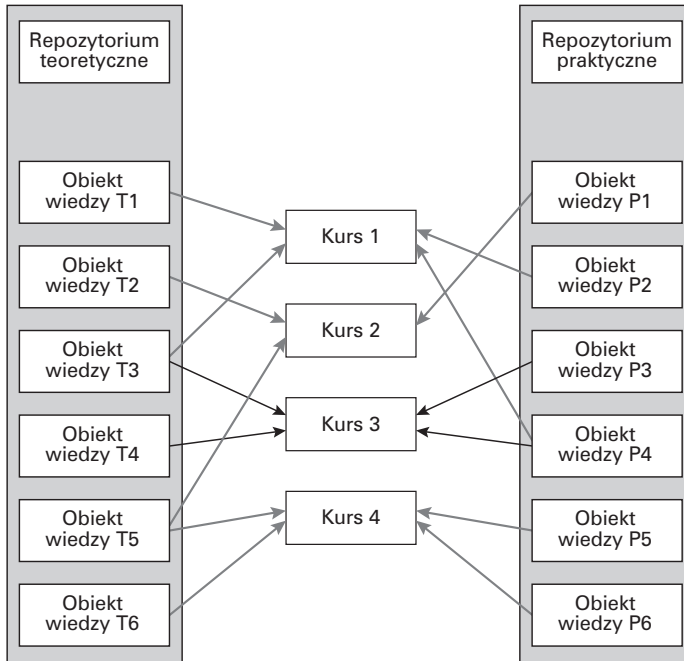 Repozytorium
teoretyczne
Obiekt
wiedzy T1
Obiekt
wiedzy T2
Obiekt
wiedzy T3
Obiekt
wiedzy T4
Obiekt
wiedzy T5
Obiekt
wiedzy T6
Kurs 1
Kurs 2
Kurs 3
Kurs 4
Repozytorium
praktyczne
Obiekt
wiedzy P1
Obiekt
wiedzy P2
Obiekt
wiedzy P3
Obiekt
wiedzy P4
Obiekt
wiedzy P5
Obiekt
wiedzy P6